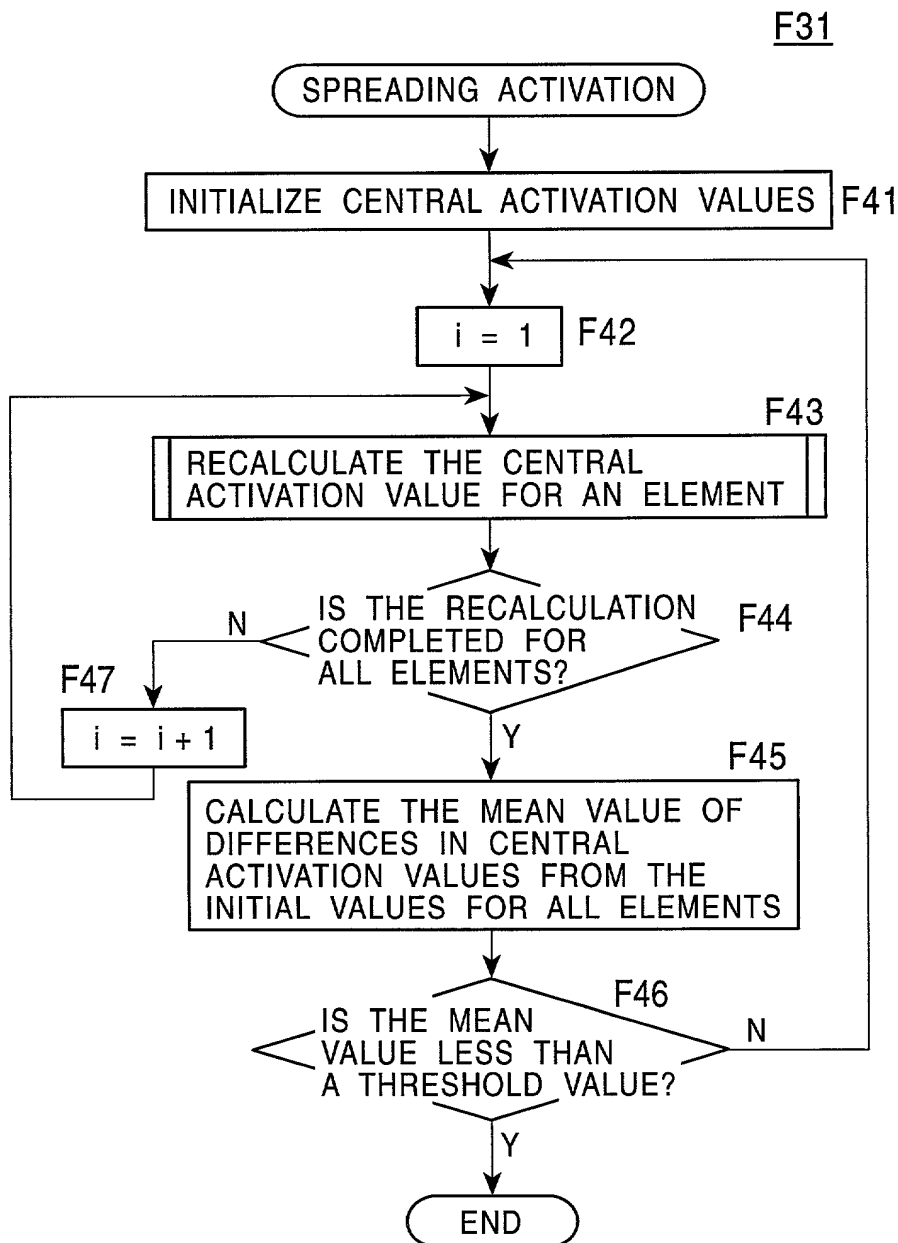 F31
SPREADING ACTIVATION
INITIALIZE CENTRAL ACTIVATION VALUES
F41
i = 1
F42
F43
RECALCULATE THE CENTRAL
ACTIVATION VALUE FOR AN ELEMENT
IS THE RECALCULATION
COMPLETED FOR
ALL ELEMENTS?
F44
N
F47
i = i + 1
Y
F45
CALCULATE THE MEAN VALUE OF
DIFFERENCES IN CENTRAL
ACTIVATION VALUES FROM THE
INITIAL VALUES FOR ALL ELEMENTS
F46
IS THE MEAN
VALUE LESS THAN
A THRESHOLD VALUE?
N
Y
END